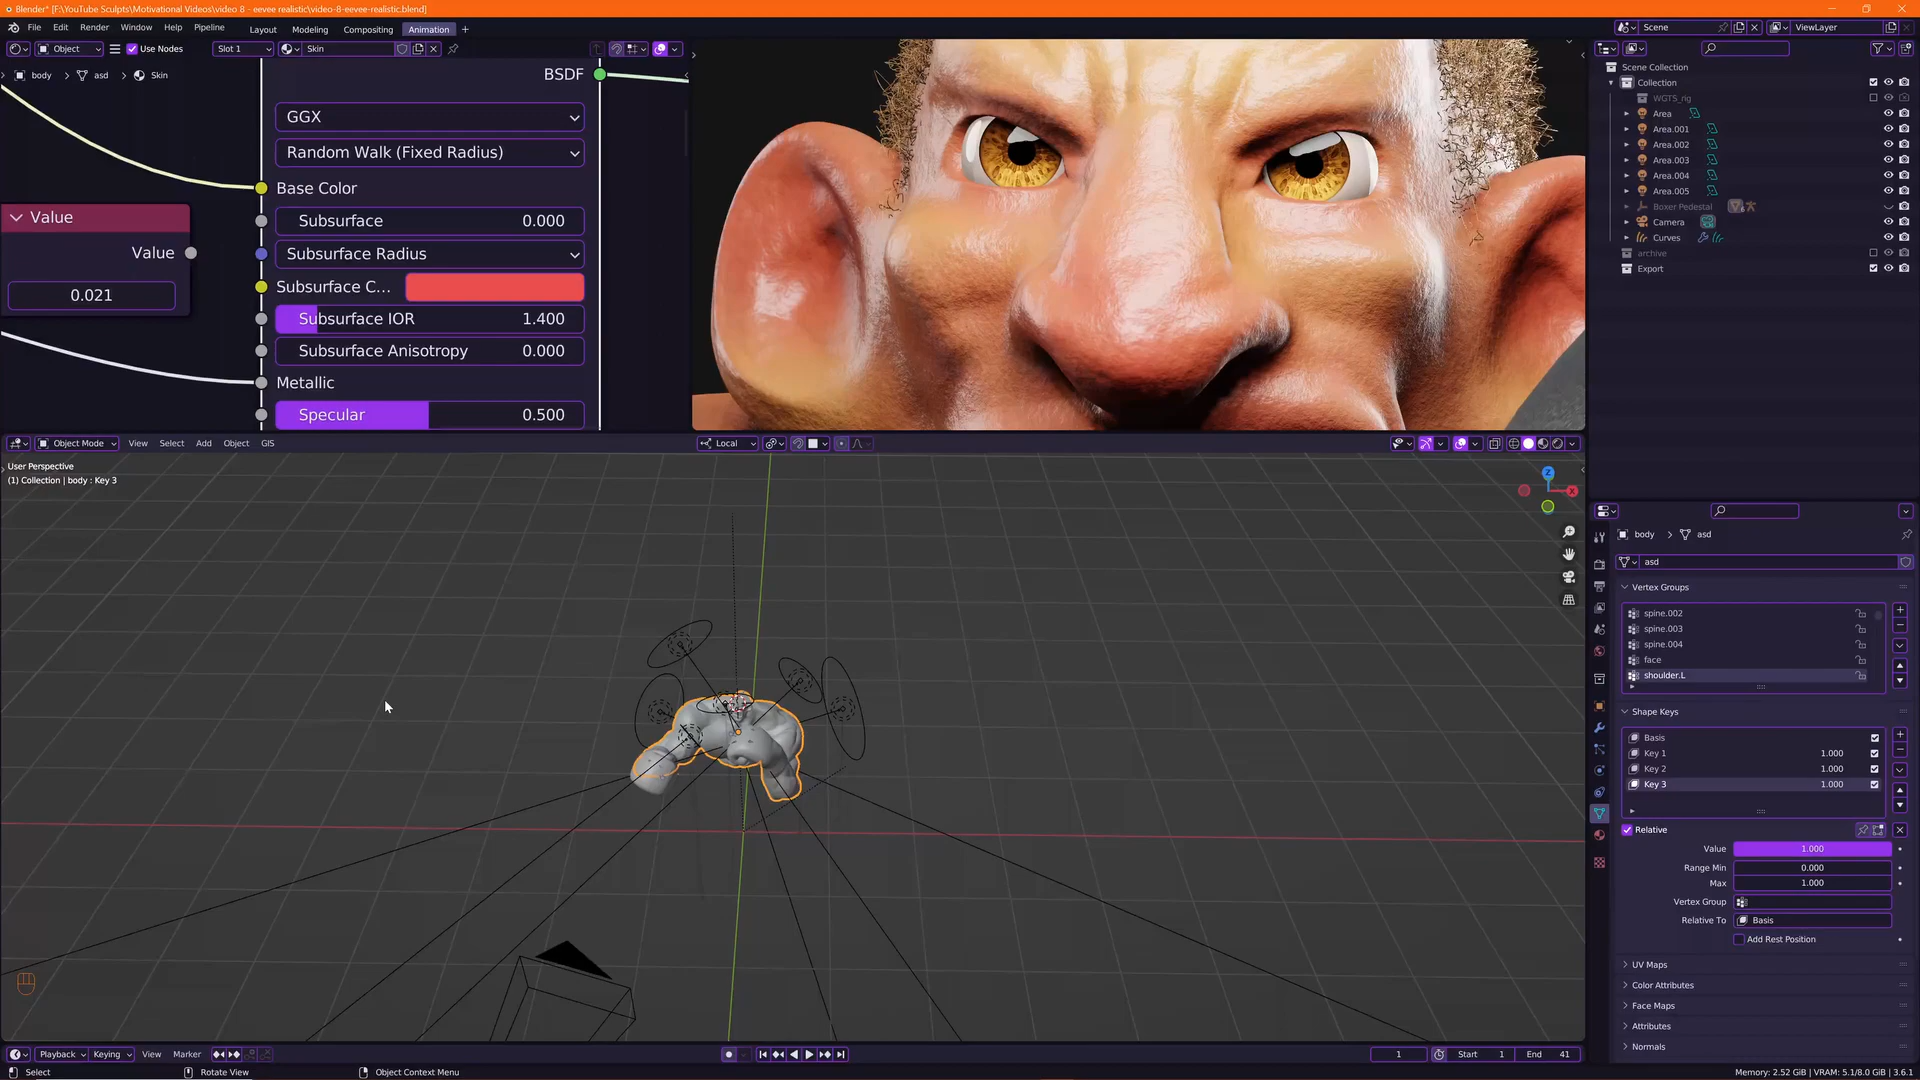 Blender* [F:\YouTube Sculpts\Motivational Videos\video 8 - eevee realistic\video-8-eevee-realistic.blend]
File Edit Render Window Help Pipeline Layout Modeling Compositing Animation + Scene ViewLayer
Object Use Nodes Slot 1 Skin
body > asd > Skin
BSDF
GGX
Random Walk (Fixed Radius)
Base Color
Subsurface 0.000
Subsurface Radius
Subsurface C...
Subsurface IOR 1.400
Subsurface Anisotropy 0.000
Metallic
Specular 0.500
Value
Value
0.021
Scene Collection
Collection
WGTS_rig
Area
Area.001
Area.002
Area.003
Area.004
Area.005
Boxer Pedestal
Camera
Curves
archive
Export
Object Mode View Select Add Object GIS Local
User Perspective
(1) Collection | body : Key 3
Z
X
body > asd
asd
Vertex Groups
spine.002
spine.003
spine.004
face
shoulder.L
Shape Keys
Basis
Key 1 1.000
Key 2 1.000
Key 3 1.000
Relative
Value 1.000
Range Min 0.000
Max 1.000
Vertex Group
Relative To Basis
Add Rest Position
UV Maps
Color Attributes
Face Maps
Attributes
Normals
Playback Keying View Marker 1 Start 1 End 41
Select Rotate View Object Context Menu Memory: 2.52 GiB | VRAM: 5.1/8.0 GiB | 3.6.1